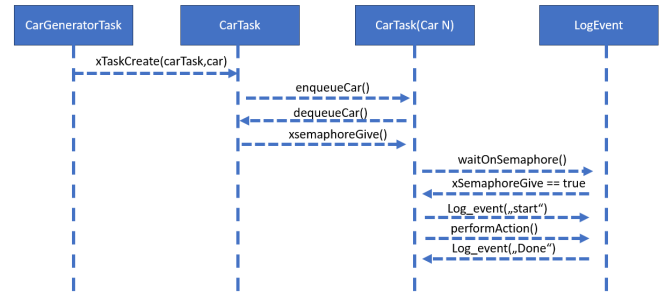 CarGeneratorTask
CarTask
CarTask(Car N)
LogEvent
xTaskCreate(carTask,car)
enqueueCar()
dequeueCar()
xsemaphoreGive()
waitOnSemaphore()
xSemaphoreGive == true
Log_event(„start“)
performAction()
Log_event(„Done“)